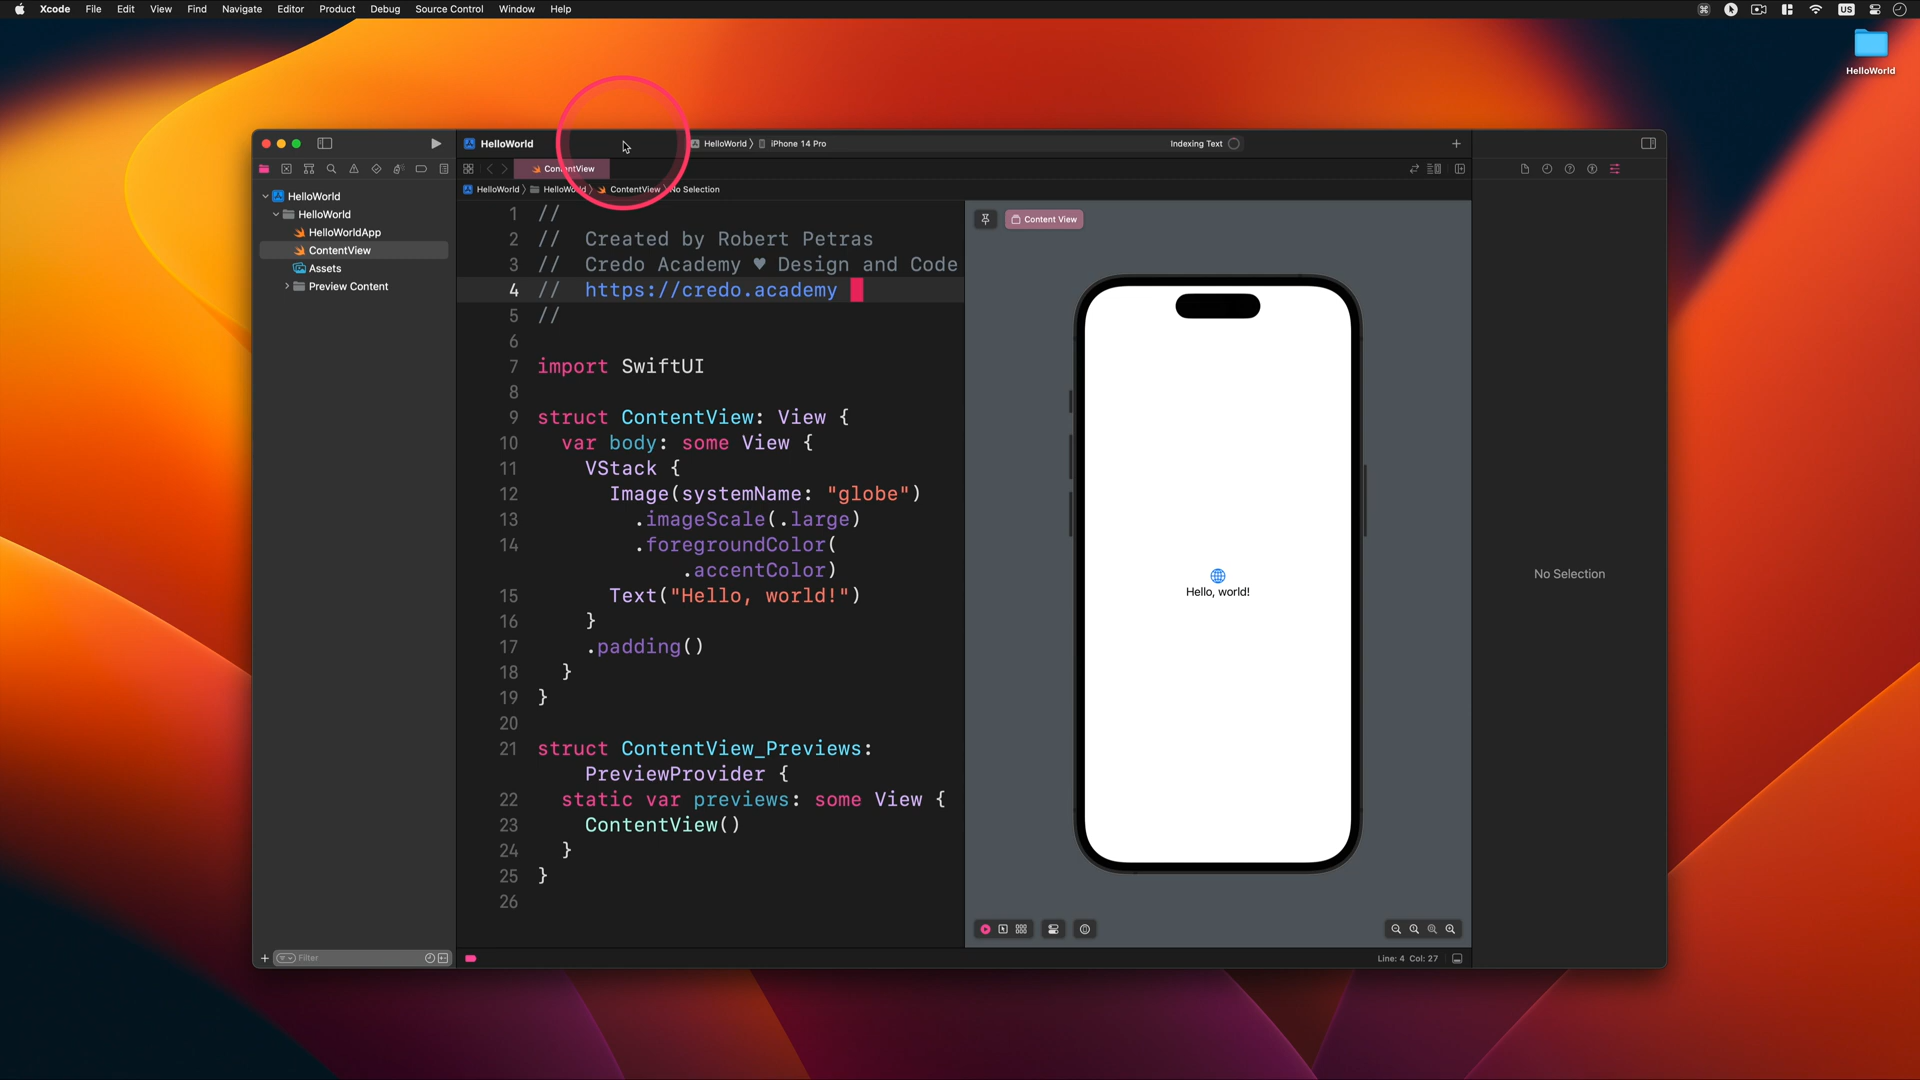 Xcode File Edit View Find Navigate Editor Product Debug Source Control Window Help
US
HelloWorld
HelloWorld
HelloWorld 〉 iPhone 14 Pro
Indexing Text
ContentView
HelloWorld 〉 HelloWorld 〉 ContentView 〉 No Selection
HelloWorld
HelloWorld
HelloWorldApp
ContentView
Assets
Preview Content
1 //
2 // Created by Robert Petras
3 // Credo Academy ♥ Design and Code
4 // https://credo.academy
5 //
6
7 import SwiftUI
8
9 struct ContentView: View {
10 var body: some View {
11 VStack {
12 Image(systemName: "globe")
13 .imageScale(.large)
14 .foregroundColor(
.accentColor)
15 Text("Hello, world!")
16 }
17 .padding()
18 }
19 }
20
21 struct ContentView_Previews:
PreviewProvider {
22 static var previews: some View {
23 ContentView()
24 }
25 }
26
Content View
Hello, world!
No Selection
Filter
Line: 4 Col: 27